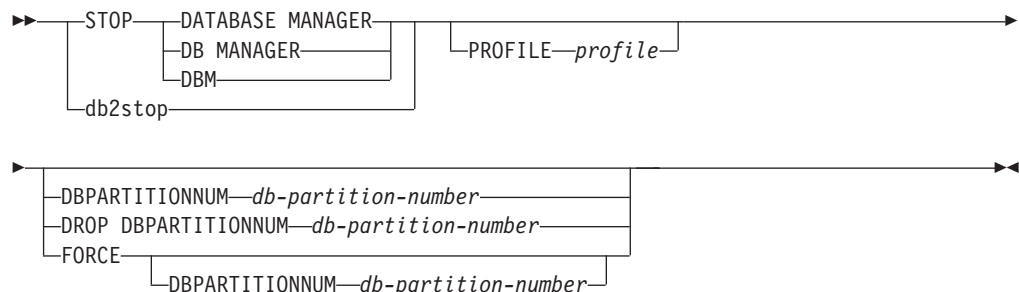 STOP DATABASE MANAGER
DB MANAGER PROFILE profile
DBM
db2stop
DBPARTITIONNUM db-partition-number
DROP DBPARTITIONNUM db-partition-number
FORCE
DBPARTITIONNUM db-partition-number